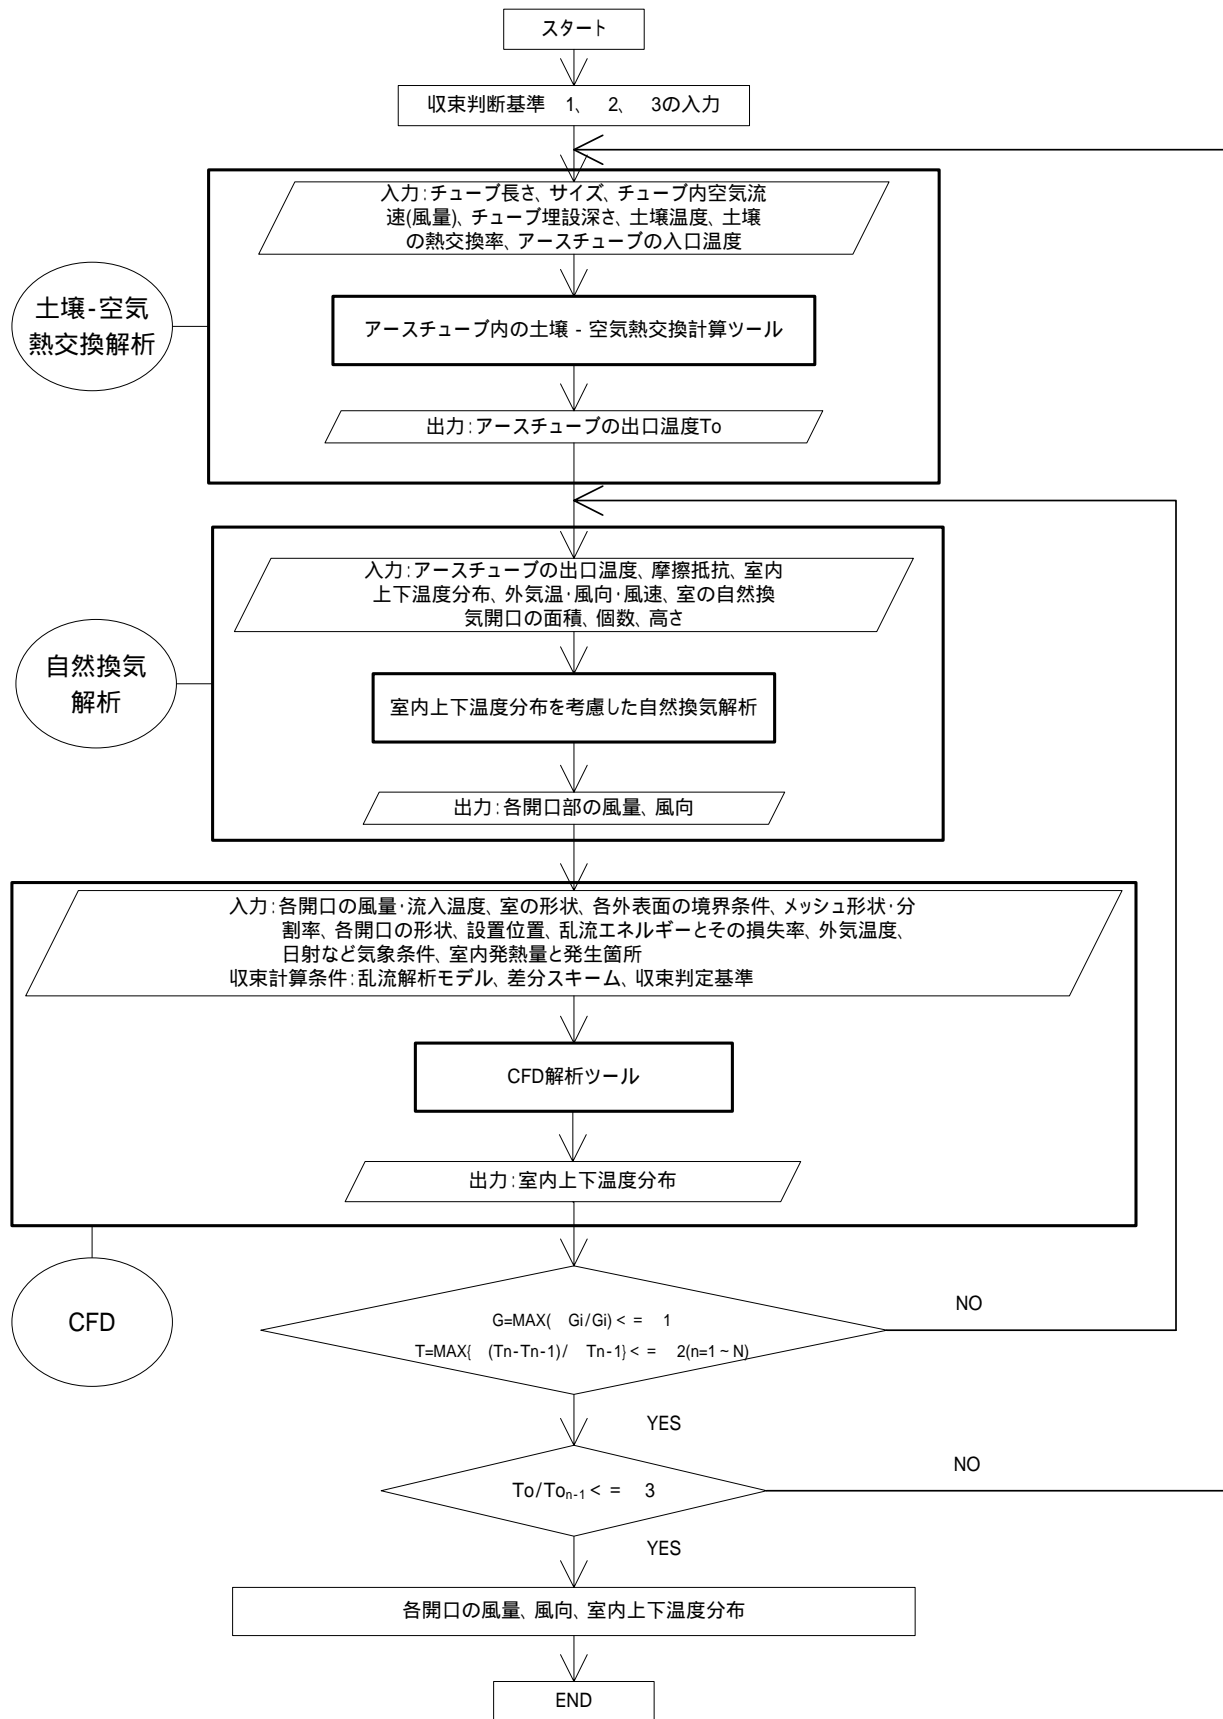 スタート
収束判断基準　1、　2、　3の入力
入力：チューブ長さ、サイズ、チューブ内空気流
速(風量)、チューブ埋設深さ、土壌温度、土壌
の熱交換率、アースチューブの入口温度
土壌-空気
熱交換解析
アースチューブ内の土壌 - 空気熱交換計算ツール
出力：アースチューブの出口温度To
入力：アースチューブの出口温度、摩擦抵抗、室内
上下温度分布、外気温・風向・風速、室の自然換
気開口の面積、個数、高さ
自然換気
解析
室内上下温度分布を考慮した自然換気解析
出力：各開口部の風量、風向
入力：各開口の風量・流入温度、室の形状、各外表面の境界条件、メッシュ形状・分
割率、各開口の形状、設置位置、乱流エネルギーとその損失率、外気温度、
日射など気象条件、室内発熱量と発生箇所
収束計算条件：乱流解析モデル、差分スキーム、収束判定基準
CFD解析ツール
出力：室内上下温度分布
CFD
G=MAX(　Gi/Gi) < =　1
T=MAX{　(Tn-Tn-1)/　Tn-1} < =　2(n=1 ~ N)
NO
YES
To/Ton-1 < =　3
NO
YES
各開口の風量、風向、室内上下温度分布
END